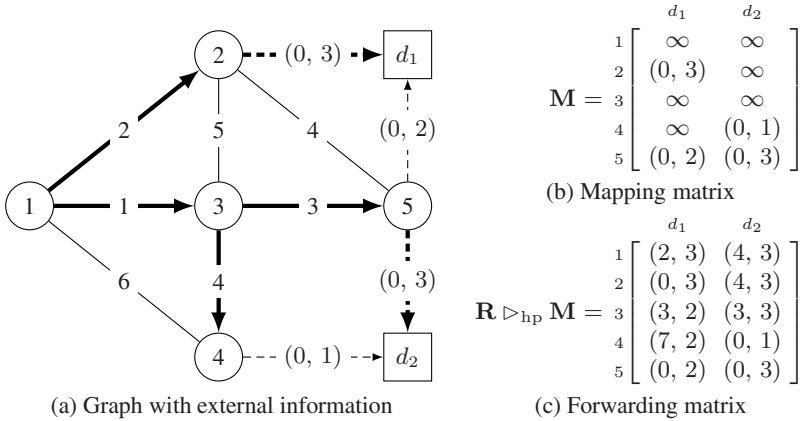 2 (0, 3) d₁
2 5 4 (0, 2)
1 1 3 3 5
6 4 (0, 3)
4 (0, 1) d₂
(a) Graph with external information
d₁ d₂
1 ∞ ∞
2 (0, 3) ∞
M = 3 ∞ ∞
4 ∞ (0, 1)
5 (0, 2) (0, 3)
(b) Mapping matrix
d₁ d₂
1 (2, 3) (4, 3)
2 (0, 3) (4, 3)
R ▷hp M = 3 (3, 2) (3, 3)
4 (7, 2) (0, 1)
5 (0, 2) (0, 3)
(c) Forwarding matrix